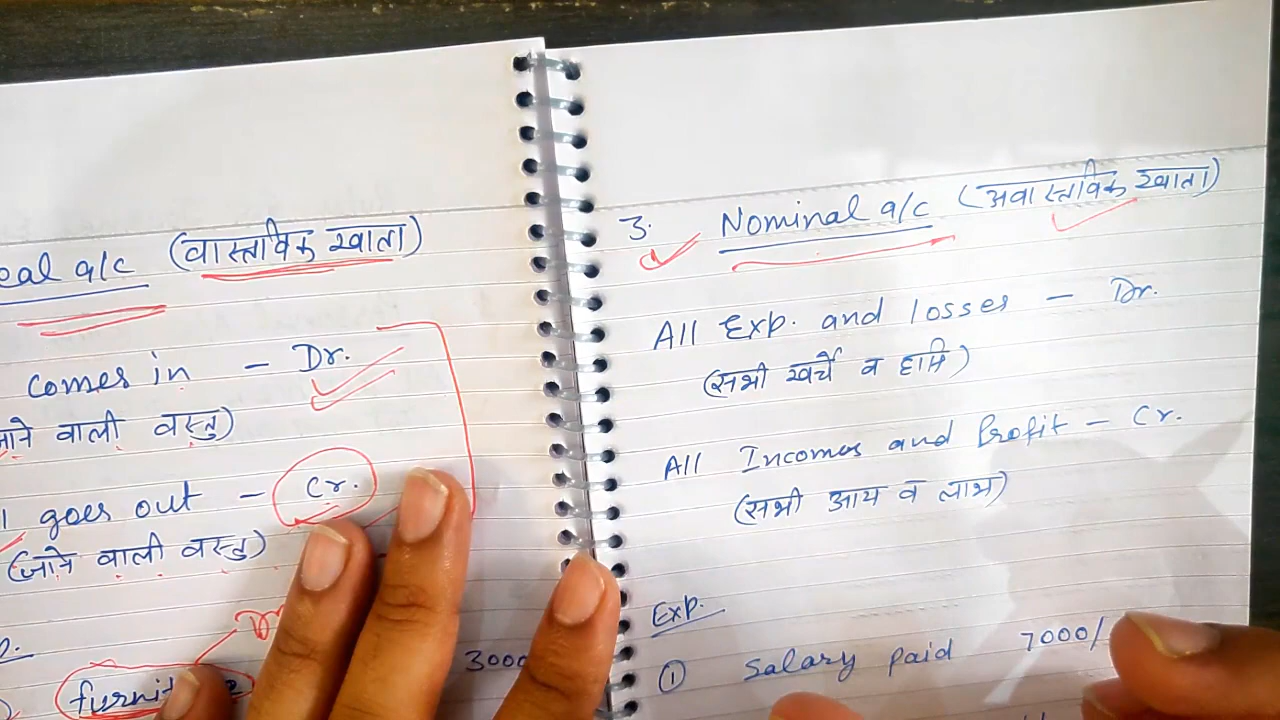 eal a/c (वास्तविक खाता)
comes in - Dr.
जाने वाली वस्तु)
goes out - Cr.
(जाने वाली वस्तु)
3000
3. Nominal a/c (अवास्तविक खाता)
All Exp. and losses - Dr.
(सभी खर्चे व हानि)
All Incomes and Profit - Cr.
(सभी आय व लाभ)
Exp.
① Salary paid 7000/